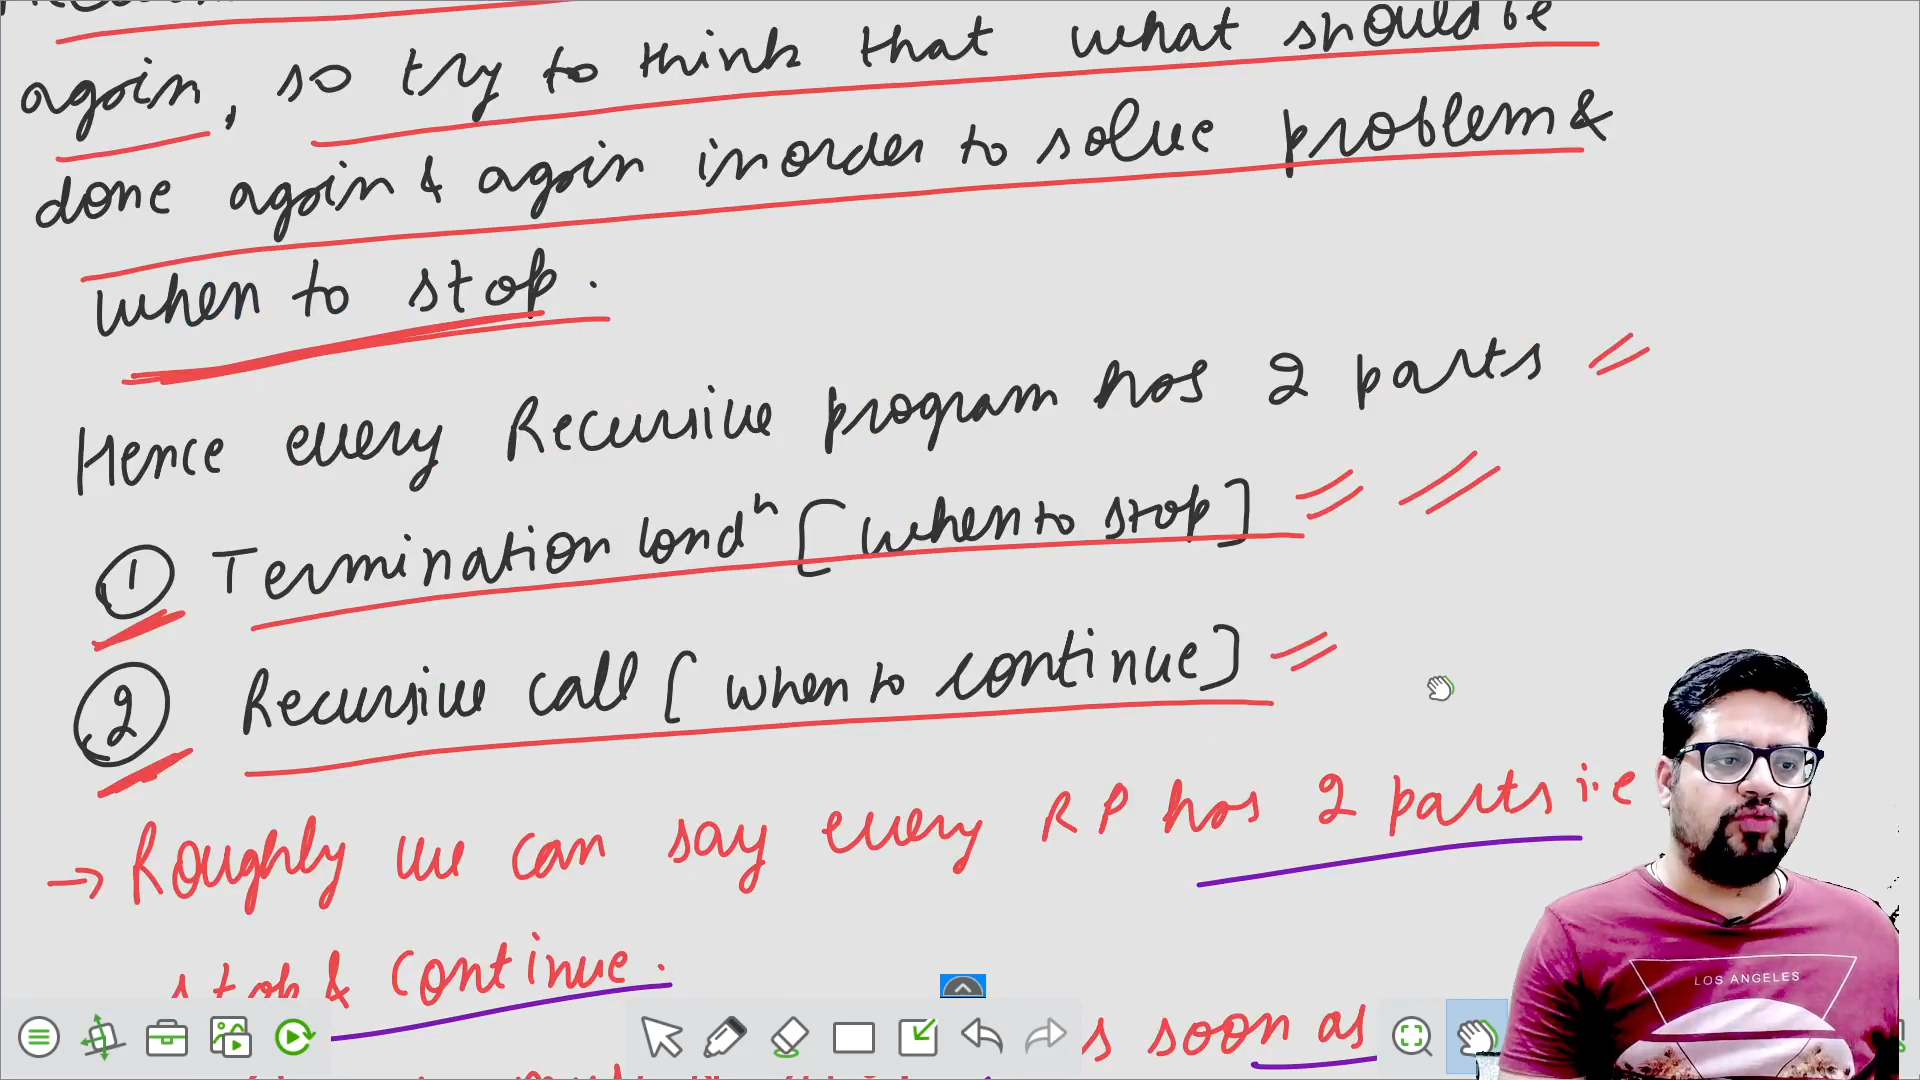 again, so try to think that what should be
done again & again inorder to solve problem &
when to stop.
Hence every Recursive program has 2 parts
① Termination Condⁿ [when to stop]
② Recursive call [when to continue]
→ Roughly we can say every RP has 2 parts i.e
stop & continue.
s soon as
LOS ANGELES